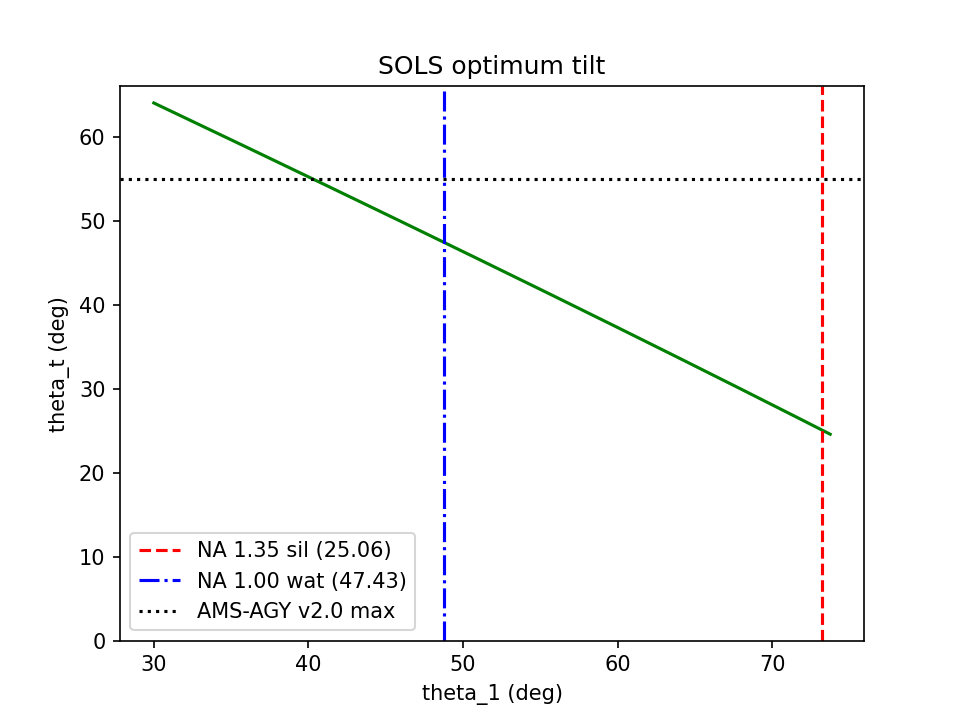 SOLS optimum tilt
theta_t (deg)
60
50
40
30
20
10
0
NA 1.35 sil (25.06)
NA 1.00 wat (47.43)
AMS-AGY v2.0 max
30 40 50 60 70
theta_1 (deg)